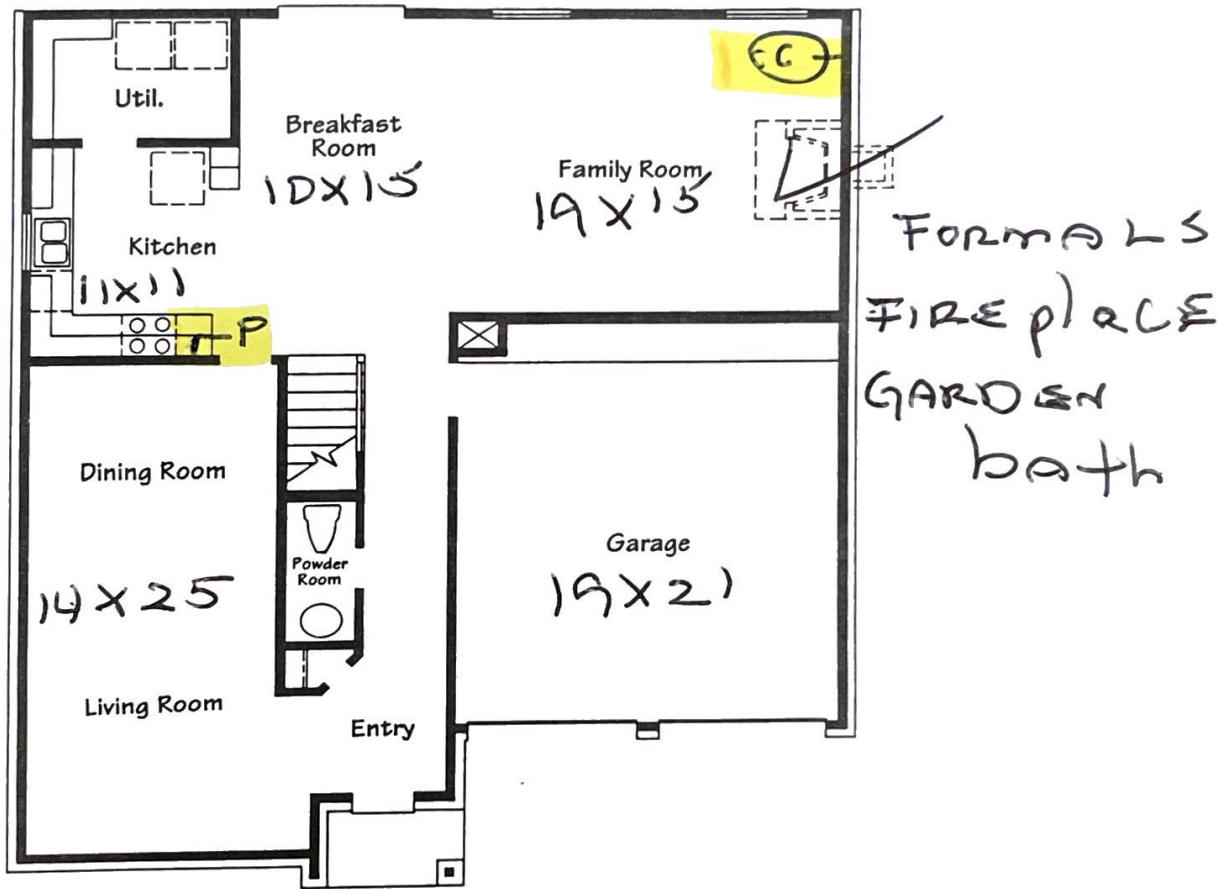 Util.
Breakfast
Room
10X15
Family Room
19X15
C
Kitchen
11X11
P
Dining Room
14X25
Living Room
Powder
Room
Entry
Garage
19X21
FORmALS
FIREplaCE
GARDEN
bath